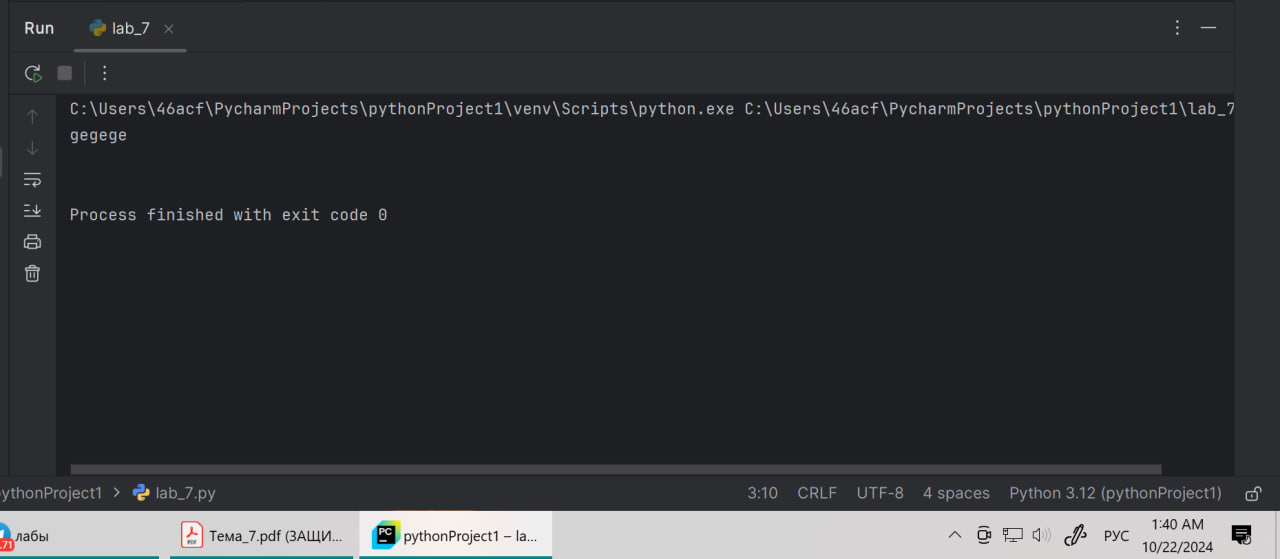 Run lab_7
C:\Users\46acf\PycharmProjects\pythonProject1\venv\Scripts\python.exe C:\Users\46acf\PycharmProjects\pythonProject1\lab_7
gegege
Process finished with exit code 0
ythonProject1 > lab_7.py 3:10 CRLF UTF-8 4 spaces Python 3.12 (pythonProject1)
71 лабы PDF Тема_7.pdf (ЗАЩИ... PC pythonProject1 – la... РУС 1:40 AM
10/22/2024